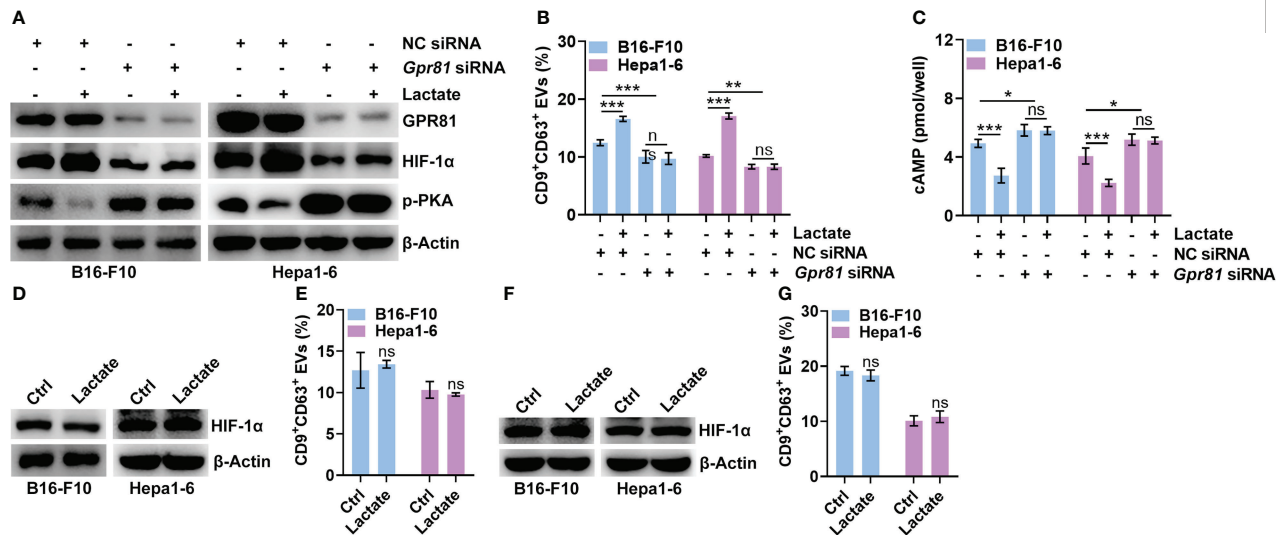 A
+ + - - + + - - NC siRNA
- - + + - - + + Gpr81 siRNA
- + - + - + - + Lactate
GPR81
HIF-1α
p-PKA
β-Actin
B16-F10 Hepa1-6
B
CD9+CD63+ EVs (%)
30
20
10
0
B16-F10
Hepa1-6
*** *** n s *** ** ns
- + - + - + - + Lactate
+ + - - + + - - NC siRNA
- - + + - - + + Gpr81 siRNA
C
cAMP (pmol/well)
12
8
4
0
B16-F10
Hepa1-6
*** * ns *** * ns
- + - + - + - + Lactate
+ + - - + + - - NC siRNA
- - + + - - + + Gpr81 siRNA
D
Ctrl Lactate Ctrl Lactate
HIF-1α
β-Actin
B16-F10 Hepa1-6
E
CD9+CD63+ EVs (%)
20
15
10
5
0
B16-F10
Hepa1-6
ns ns
Ctrl Lactate Ctrl Lactate
F
Ctrl Lactate Ctrl Lactate
HIF-1α
β-Actin
B16-F10 Hepa1-6
G
CD9+CD63+ EVs (%)
30
20
10
0
B16-F10
Hepa1-6
ns ns
Ctrl Lactate Ctrl Lactate